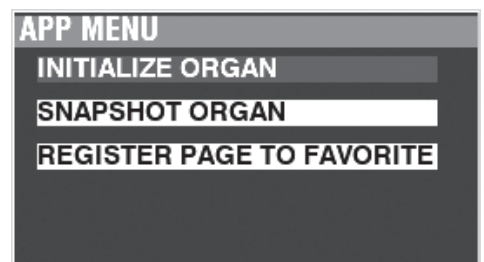 APP MENU
INITIALIZE ORGAN
SNAPSHOT ORGAN
REGISTER PAGE TO FAVORITE